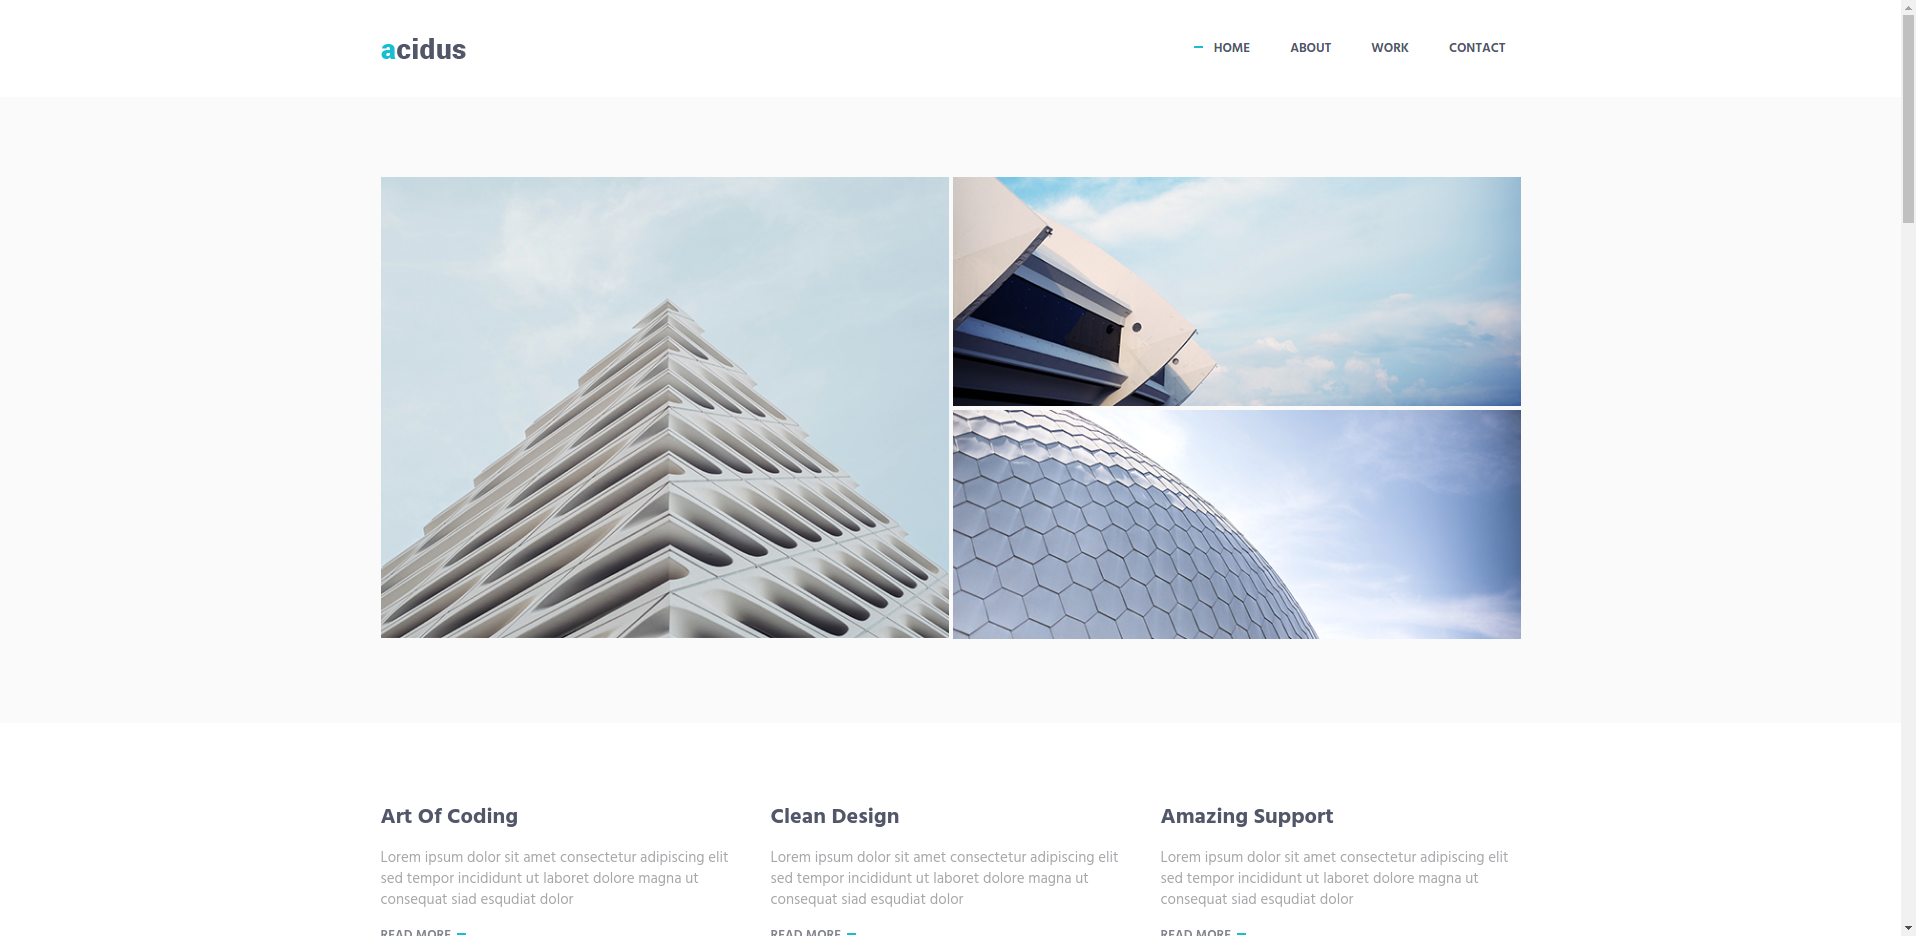 acidus
HOME ABOUT WORK CONTACT
Art Of Coding
Lorem ipsum dolor sit amet consectetur adipiscing elit
sed tempor incididunt ut laboret dolore magna ut
consequat siad esqudiat dolor
READ MORE
Clean Design
Lorem ipsum dolor sit amet consectetur adipiscing elit
sed tempor incididunt ut laboret dolore magna ut
consequat siad esqudiat dolor
READ MORE
Amazing Support
Lorem ipsum dolor sit amet consectetur adipiscing elit
sed tempor incididunt ut laboret dolore magna ut
consequat siad esqudiat dolor
READ MORE